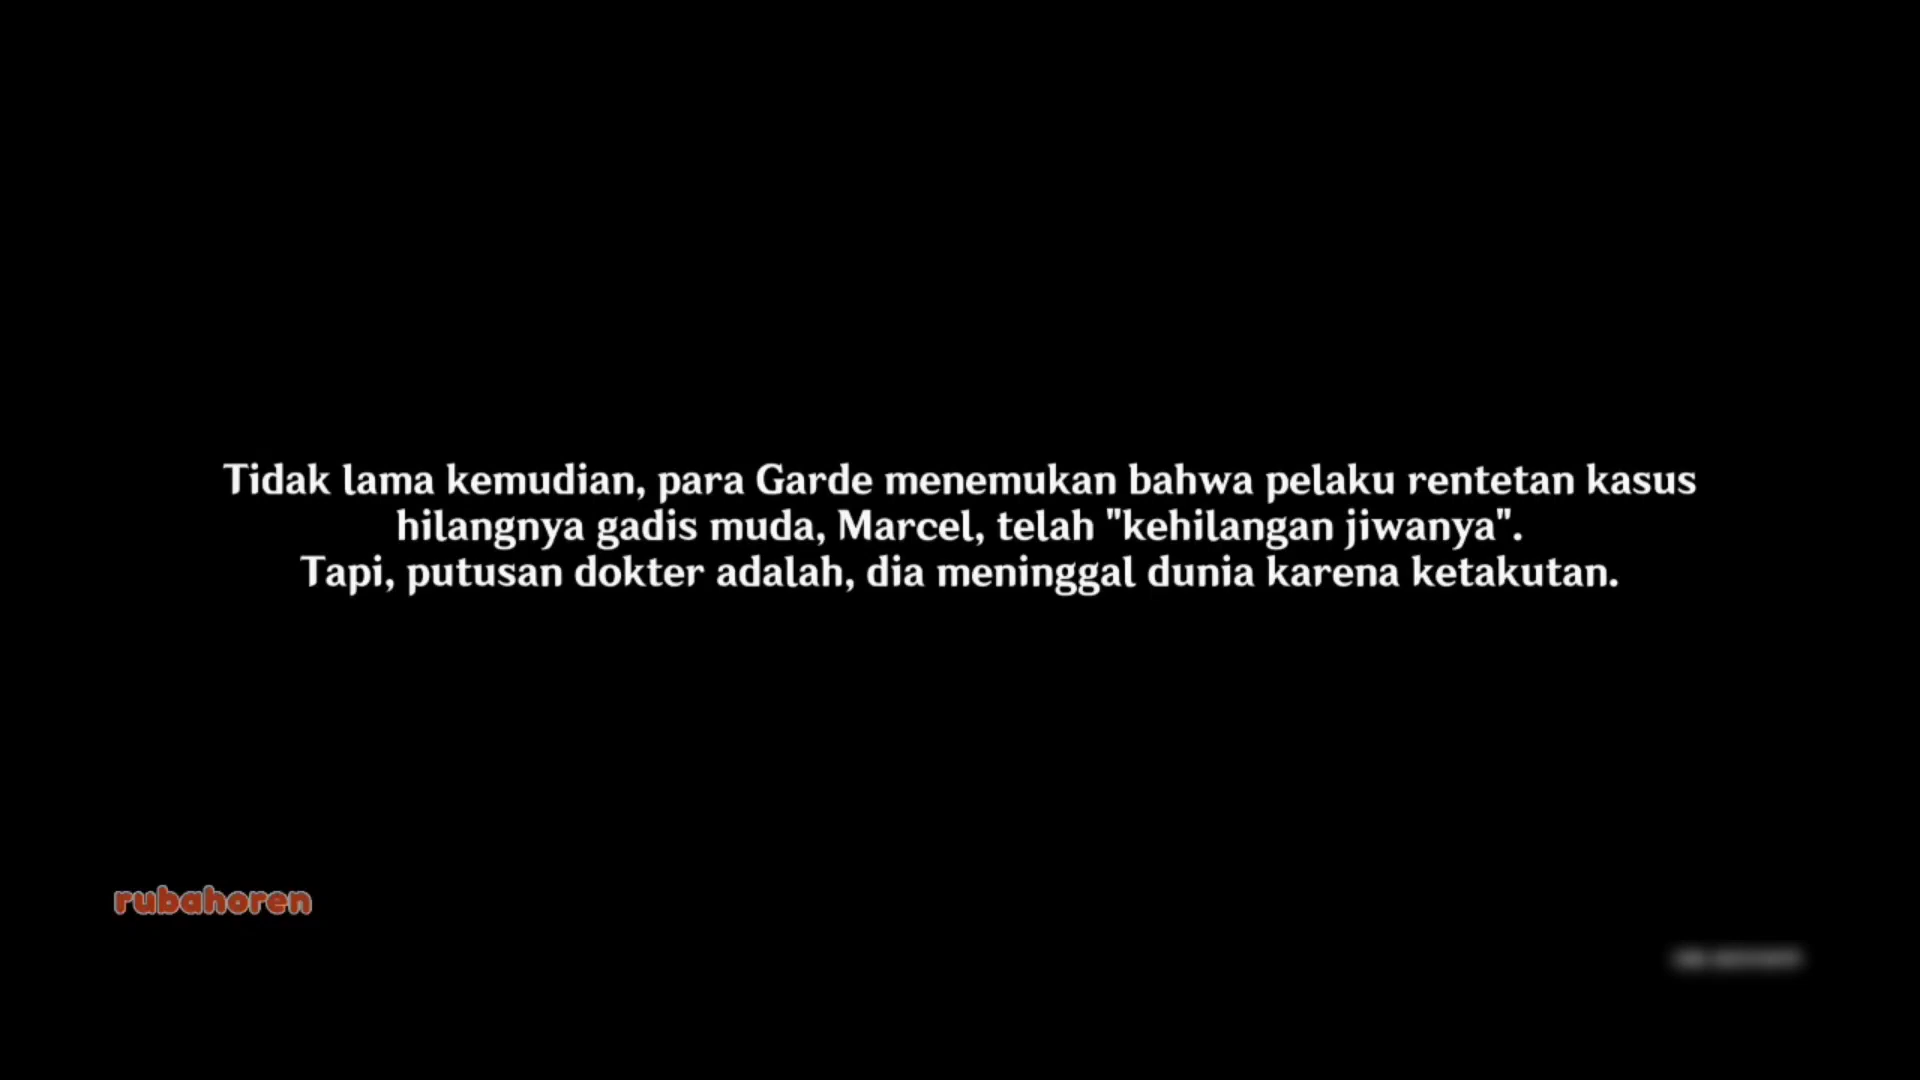 Tidak lama kemudian, para Garde menemukan bahwa pelaku rentetan kasus
hilangnya gadis muda, Marcel, telah "kehilangan jiwanya".
Tapi, putusan dokter adalah, dia meninggal dunia karena ketakutan.
rubahoren